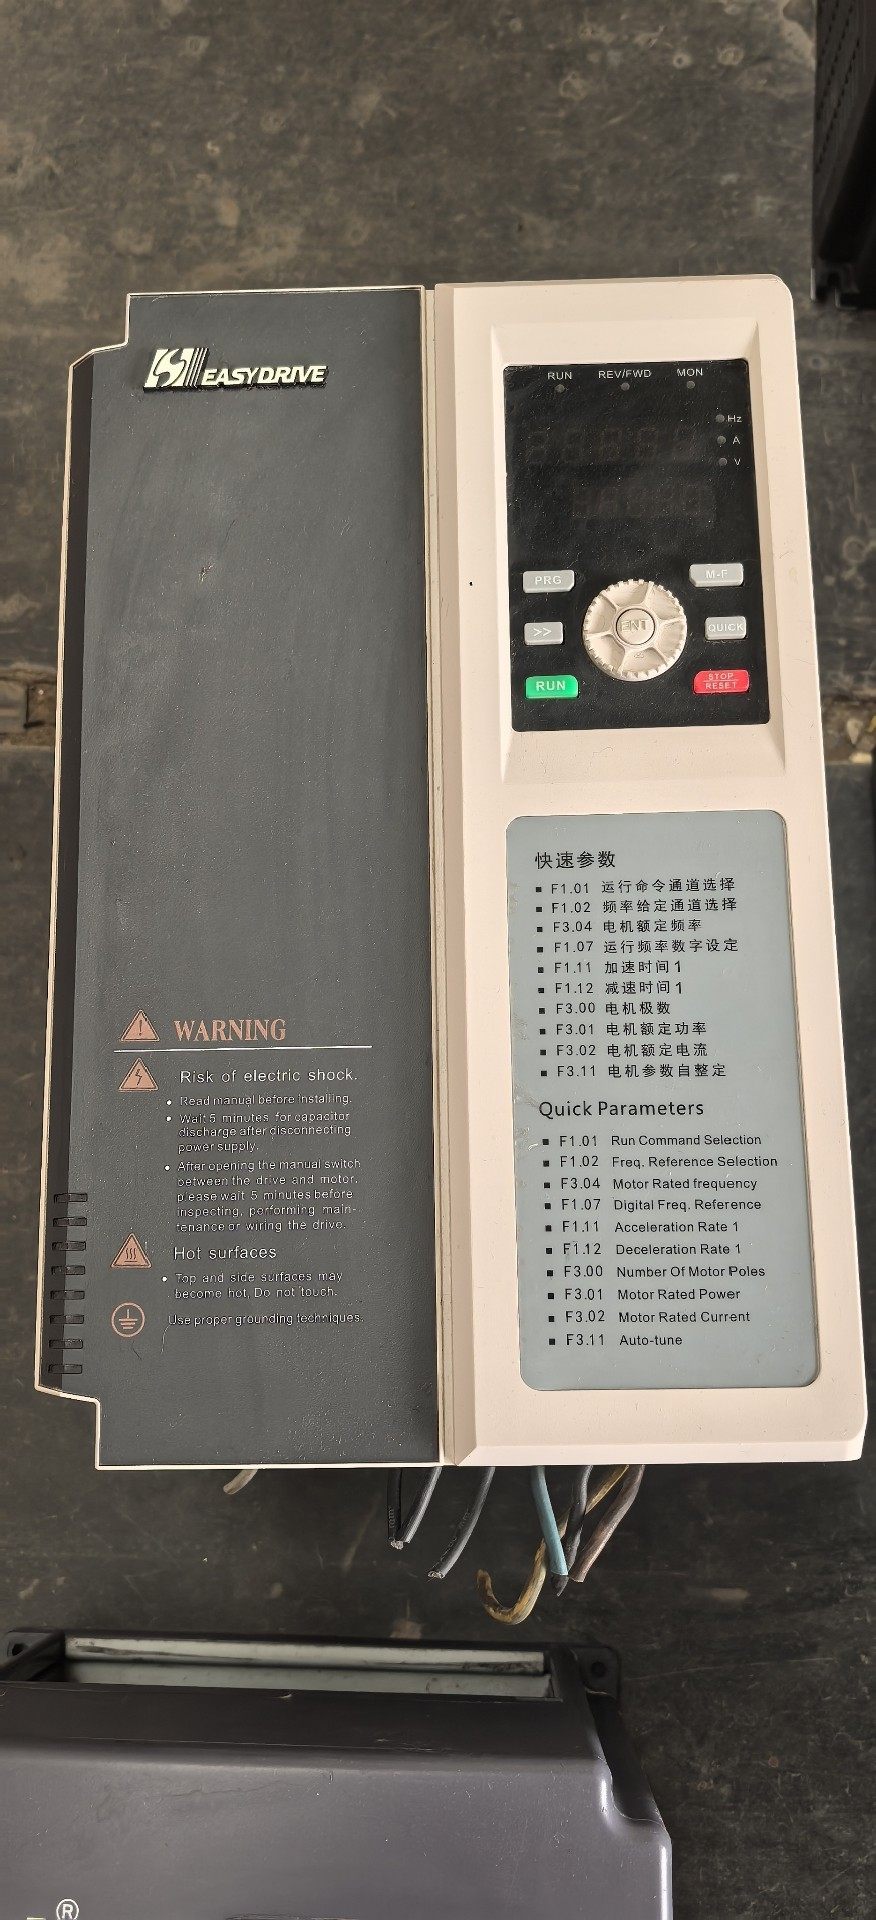 EASYDRIVE
RUN REV/FWD MON
Hz
A
V
PRG
M-F
>>
ENT
QUICK
RUN
STOP
RESET
快速参数
▪ F1.01 运行命令通道选择
▪ F1.02 频率给定通道选择
▪ F3.04 电机额定频率
▪ F1.07 运行频率数字设定
▪ F1.11 加速时间1
▪ F1.12 减速时间1
▪ F3.00 电机极数
▪ F3.01 电机额定功率
▪ F3.02 电机额定电流
▪ F3.11 电机参数自整定
Quick Parameters
▪ F1.01 Run Command Selection
▪ F1.02 Freq. Reference Selection
▪ F3.04 Motor Rated frequency
▪ F1.07 Digital Freq. Reference
▪ F1.11 Acceleration Rate 1
▪ F1.12 Deceleration Rate 1
▪ F3.00 Number Of Motor Poles
▪ F3.01 Motor Rated Power
▪ F3.02 Motor Rated Current
▪ F3.11 Auto-tune
WARNING
Risk of electric shock.
• Read manual before installing.
• Wait 5 minutes for capacitor
discharge after disconnecting
power supply.
• After opening the manual switch
between the drive and motor,
please wait 5 minutes before
inspecting, performing main-
tenance or wiring the drive.
Hot surfaces
• Top and side surfaces may
become hot, Do not touch.
Use proper grounding techniques.
®